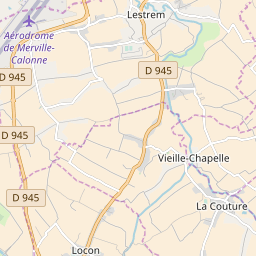 Lestrem
Aérodrome
de Merville-
Calonne
D 945
D 945
Vieille-Chapelle
D 945
La Couture
Locon